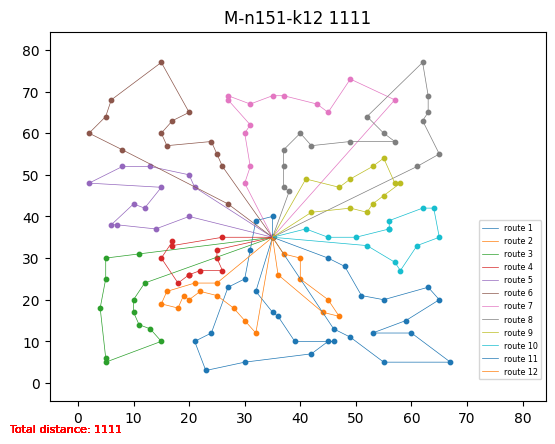 M-n151-k12 1111
80
70
60
50
40
30
20
10
0
0 10 20 30 40 50 60 70 80
route 1
route 2
route 3
route 4
route 5
route 6
route 7
route 8
route 9
route 10
route 11
route 12
Total distance: 1111